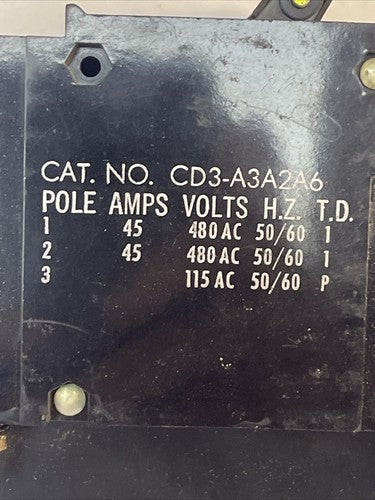 CAT. NO. CD3-A3A2A6
POLE AMPS VOLTS H.Z. T.D.
1 45 480 AC 50/60 1
2 45 480 AC 50/60 1
3 115 AC 50/60 P